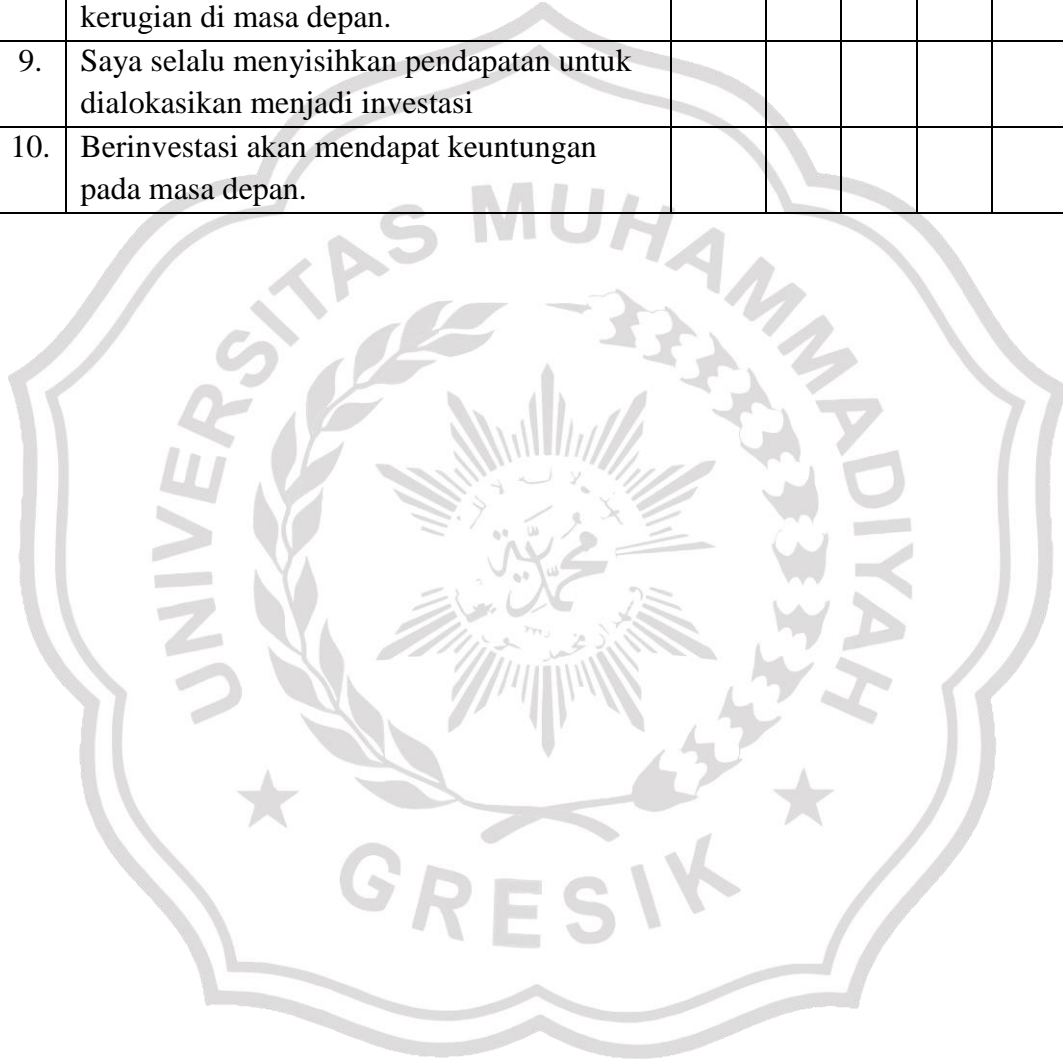 kerugian di masa depan.
9. Saya selalu menyisihkan pendapatan untuk
dialokasikan menjadi investasi
10. Berinvestasi akan mendapat keuntungan
pada masa depan.
UNIVERSITAS MUHAMMADIYAH
محمد
GRESIK